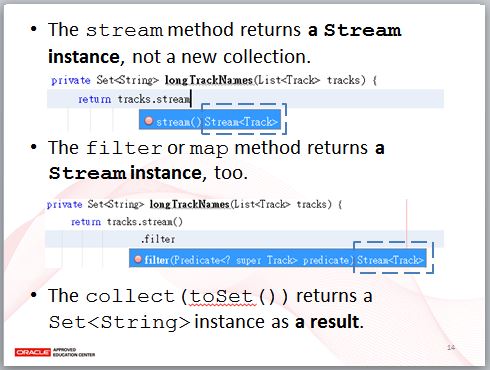 • The stream method returns a Stream
instance, not a new collection.
private Set<String> longTrackNames(List<Track> tracks) {
return tracks.stream
stream() Stream<Track>
• The filter or map method returns a
Stream instance, too.
private Set<String> longTrackNames(List<Track> tracks) {
return tracks.stream()
.filter
filter(Predicate<? super Track> predicate) Stream<Track>
• The collect(toSet()) returns a
Set<String> instance as a result.
14
ORACLE APPROVED
EDUCATION CENTER